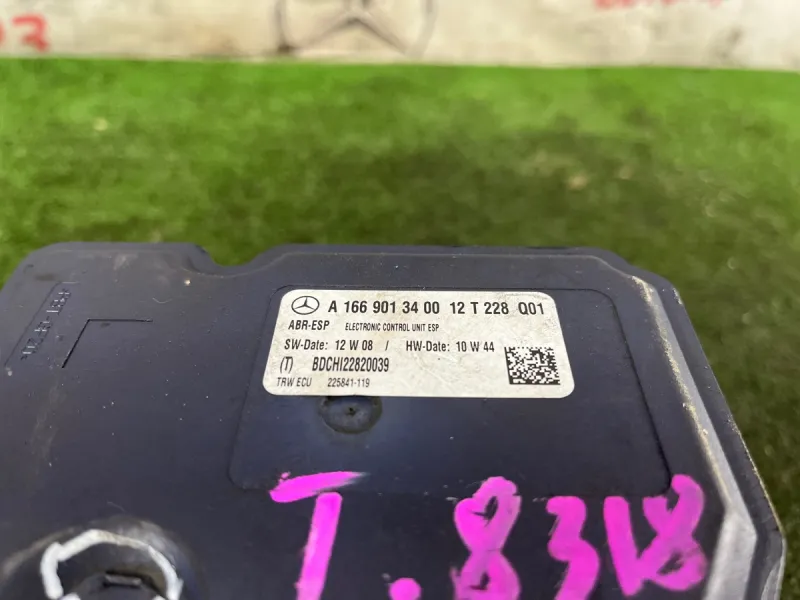 A 166 901 34 00 12 T 228 Q01
ABR-ESP ELECTRONIC CONTROL UNIT ESP
SW-Date: 12 W 08 / HW-Date: 10 W 44
(T) BDCHI22820039
TRW ECU 225841-119
T.8318